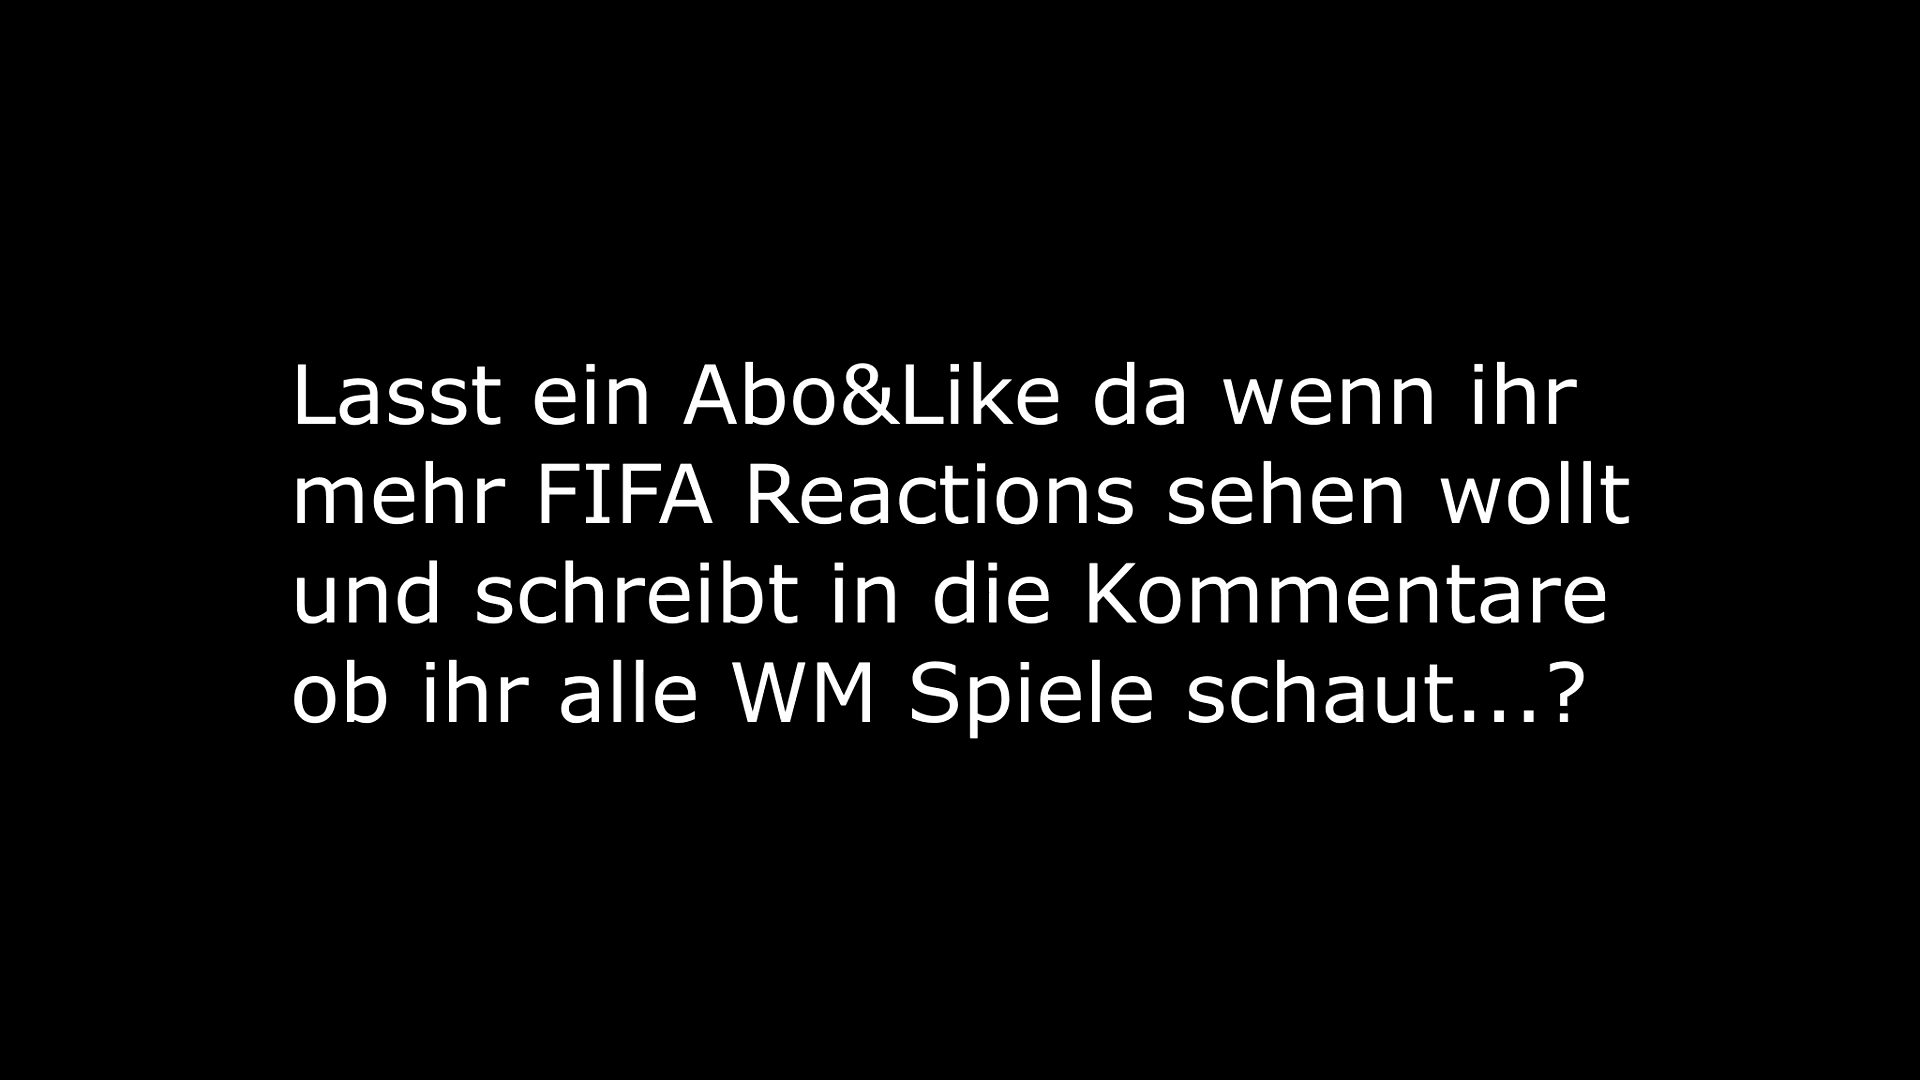 Lasst ein Abo&Like da wenn ihr
mehr FIFA Reactions sehen wollt
und schreibt in die Kommentare
ob ihr alle WM Spiele schaut...?